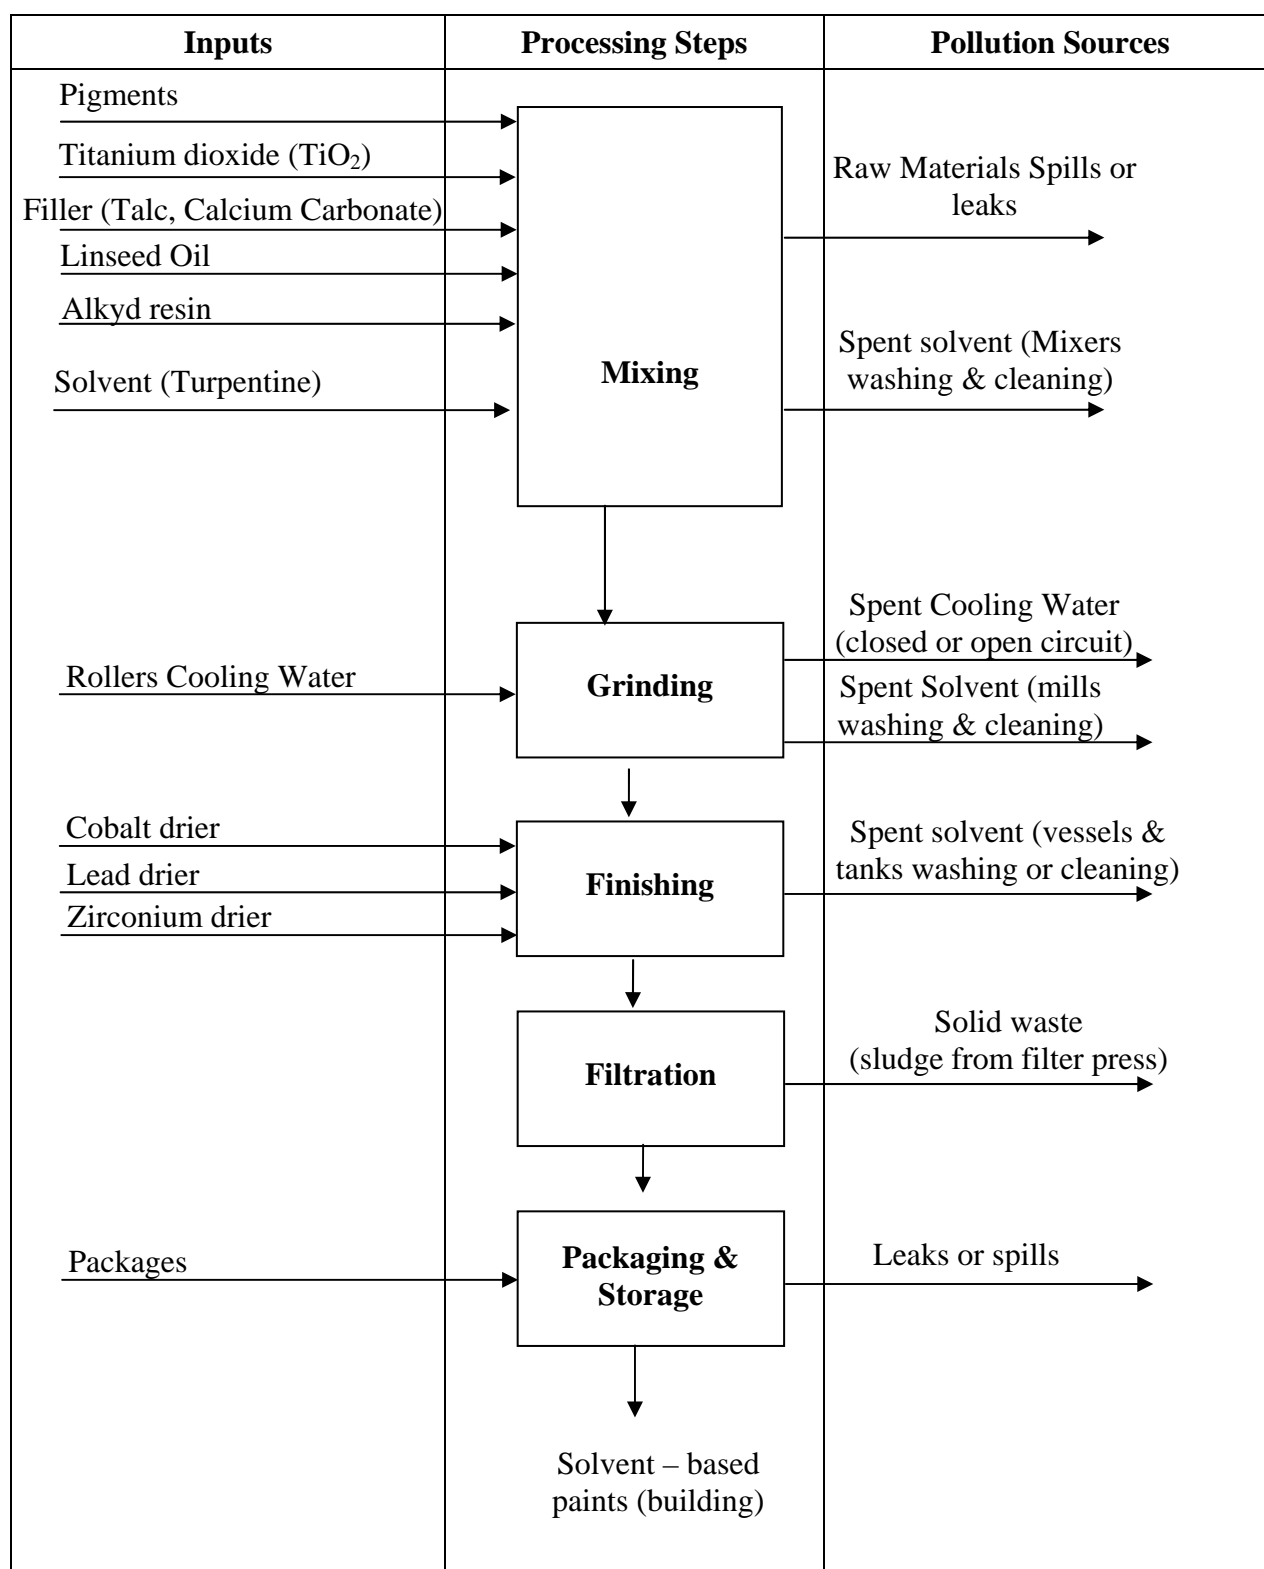 Inputs
Processing Steps
Pollution Sources
Pigments
Titanium dioxide (TiO₂)
Filler (Talc, Calcium Carbonate)
Linseed Oil
Alkyd resin
Solvent (Turpentine)
Mixing
Raw Materials Spills or
leaks
Spent solvent (Mixers
washing & cleaning)
Rollers Cooling Water
Grinding
Spent Cooling Water
(closed or open circuit)
Spent Solvent (mills
washing & cleaning)
Cobalt drier
Lead drier
Zirconium drier
Finishing
Spent solvent (vessels &
tanks washing or cleaning)
Filtration
Solid waste
(sludge from filter press)
Packages
Packaging &
Storage
Leaks or spills
Solvent – based
paints (building)